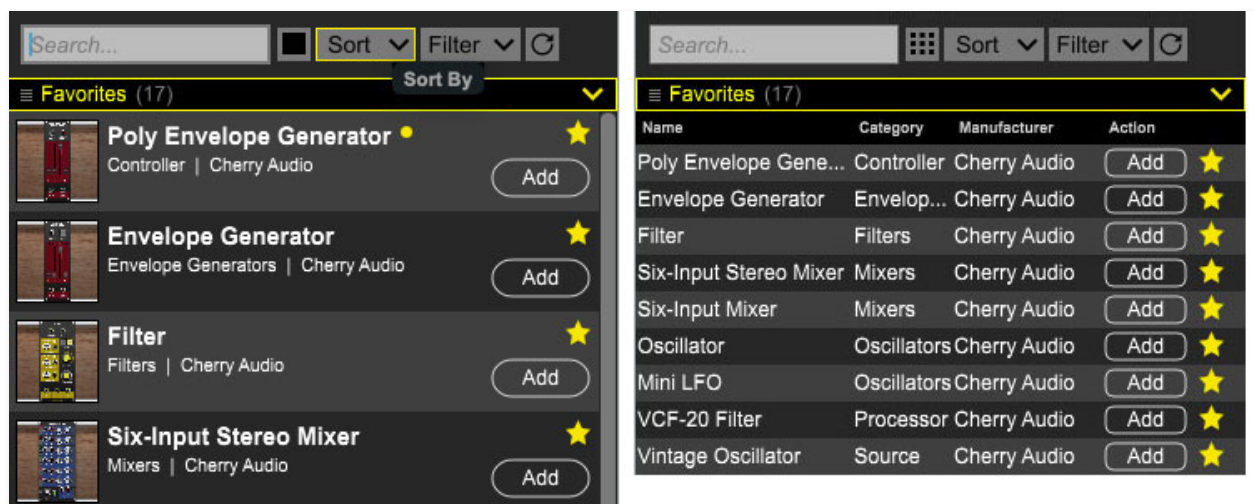 Search...
Sort
Filter
Sort By
Favorites (17)
Poly Envelope Generator
Controller | Cherry Audio
Add
Envelope Generator
Envelope Generators | Cherry Audio
Add
Filter
Filters | Cherry Audio
Add
Six-Input Stereo Mixer
Mixers | Cherry Audio
Add
Search...
Sort
Filter
Favorites (17)
Name Category Manufacturer Action
Poly Envelope Gene... Controller Cherry Audio Add
Envelope Generator Envelop... Cherry Audio Add
Filter Filters Cherry Audio Add
Six-Input Stereo Mixer Mixers Cherry Audio Add
Six-Input Mixer Mixers Cherry Audio Add
Oscillator Oscillators Cherry Audio Add
Mini LFO Oscillators Cherry Audio Add
VCF-20 Filter Processor Cherry Audio Add
Vintage Oscillator Source Cherry Audio Add